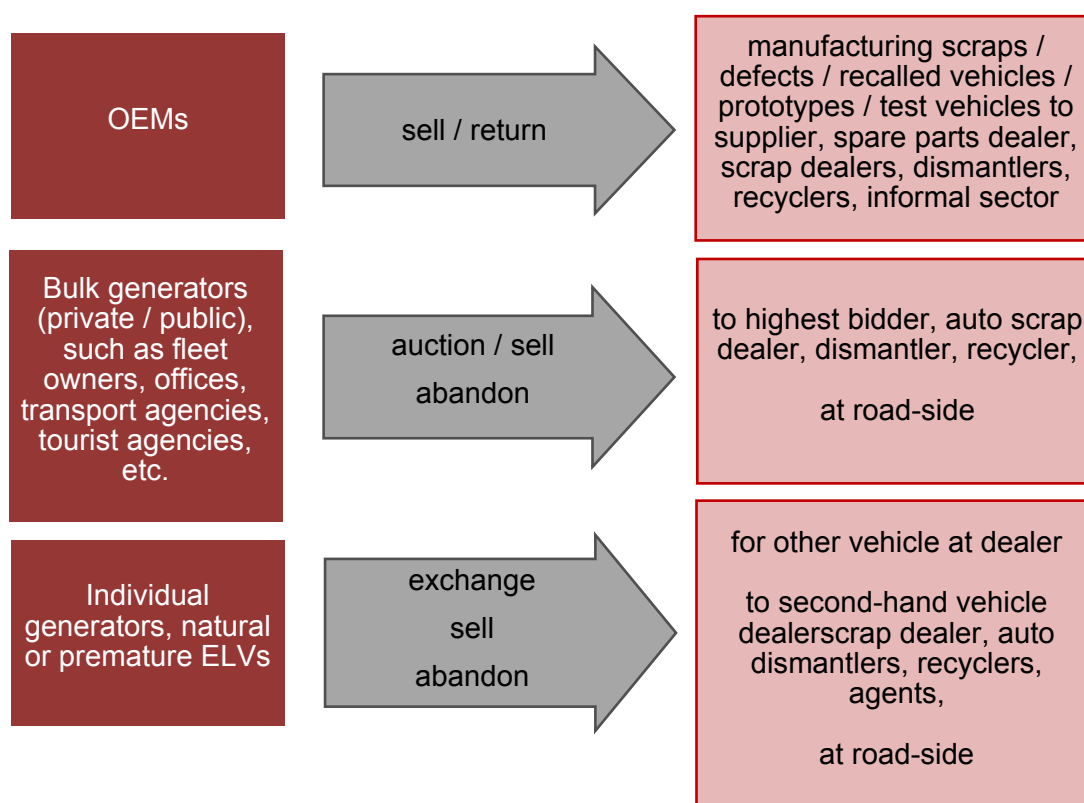 OEMs
sell / return
manufacturing scraps /
defects / recalled vehicles /
prototypes / test vehicles to
supplier, spare parts dealer,
scrap dealers, dismantlers,
recyclers, informal sector
Bulk generators
(private / public),
such as fleet
owners, offices,
transport agencies,
tourist agencies,
etc.
auction / sell
abandon
to highest bidder, auto scrap
dealer, dismantler, recycler,
at road-side
Individual
generators, natural
or premature ELVs
exchange
sell
abandon
for other vehicle at dealer
to second-hand vehicle
dealerscrap dealer, auto
dismantlers, recyclers,
agents,
at road-side